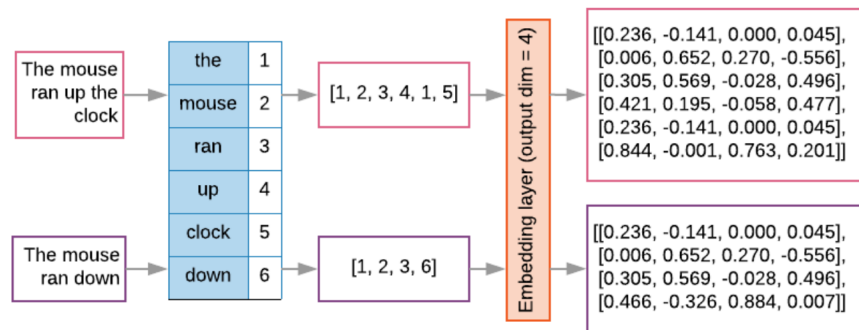 The mouse
ran up the
clock
the 1
mouse 2
ran 3
up 4
clock 5
down 6
[1, 2, 3, 4, 1, 5]
Embedding layer (output dim = 4)
[[0.236, -0.141, 0.000, 0.045],
[0.006, 0.652, 0.270, -0.556],
[0.305, 0.569, -0.028, 0.496],
[0.421, 0.195, -0.058, 0.477],
[0.236, -0.141, 0.000, 0.045],
[0.844, -0.001, 0.763, 0.201]]
The mouse
ran down
[1, 2, 3, 6]
[[0.236, -0.141, 0.000, 0.045],
[0.006, 0.652, 0.270, -0.556],
[0.305, 0.569, -0.028, 0.496],
[0.466, -0.326, 0.884, 0.007]]